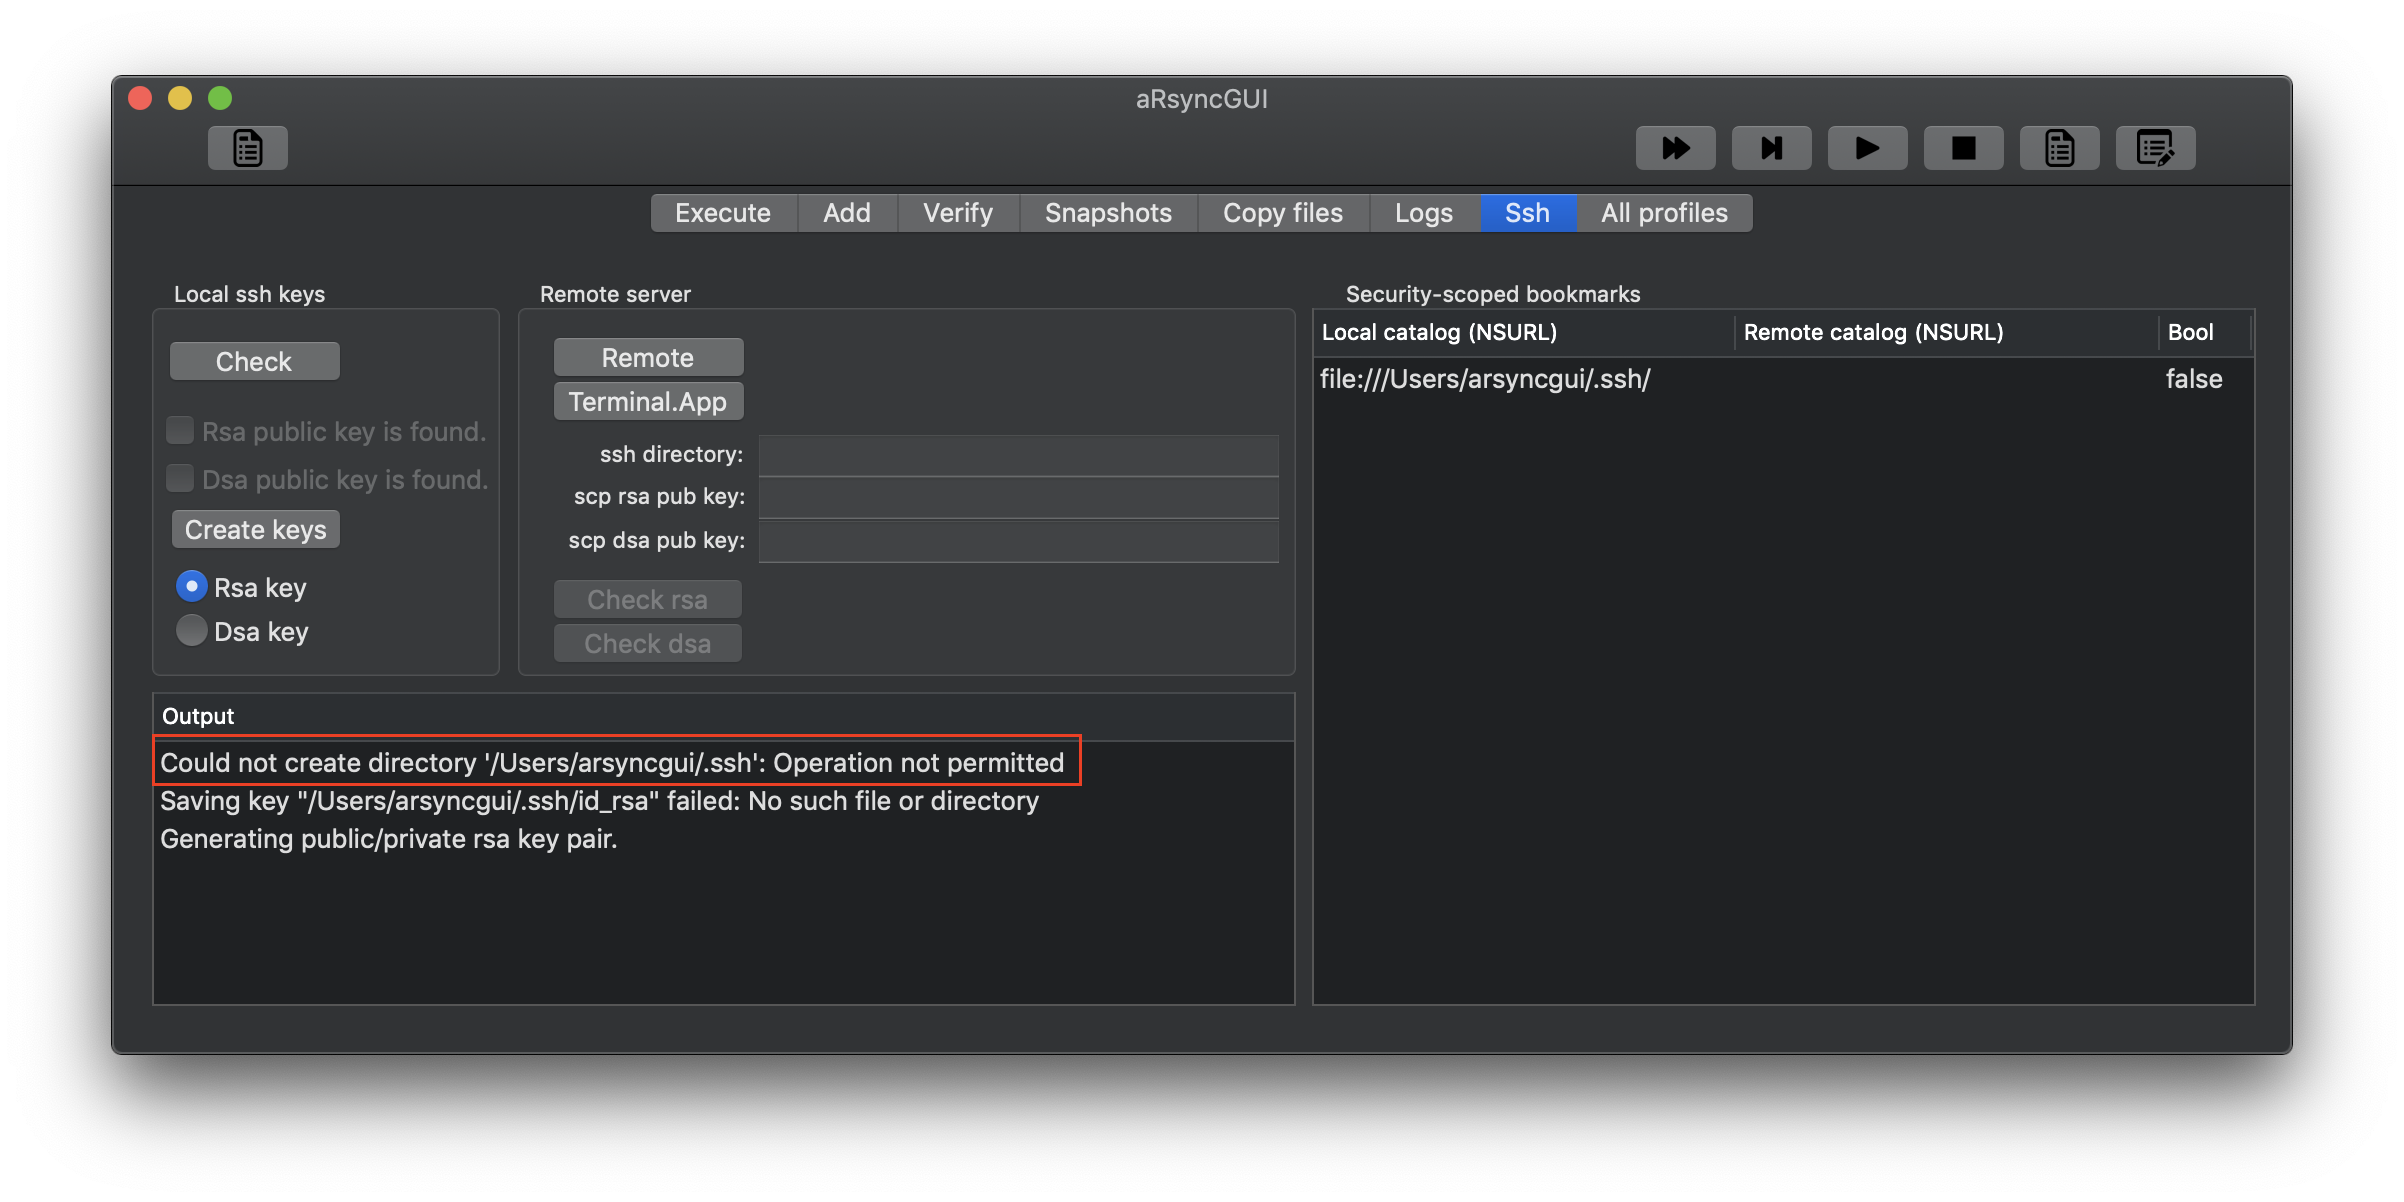 aRsyncGUI
Execute Add Verify Snapshots Copy files Logs Ssh All profiles
Local ssh keys
Check
Rsa public key is found.
Dsa public key is found.
Create keys
Rsa key
Dsa key
Remote server
Remote
Terminal.App
ssh directory:
scp rsa pub key:
scp dsa pub key:
Check rsa
Check dsa
Security-scoped bookmarks
Local catalog (NSURL) Remote catalog (NSURL) Bool
file:///Users/arsyncgui/.ssh/ false
Output
Could not create directory '/Users/arsyncgui/.ssh': Operation not permitted
Saving key "/Users/arsyncgui/.ssh/id_rsa" failed: No such file or directory
Generating public/private rsa key pair.